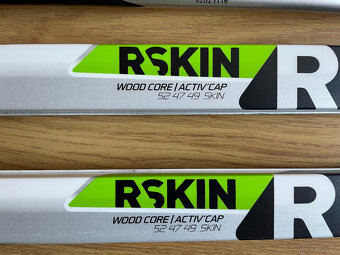 RSKIN
R
WOOD CORE | ACTIV'CAP
52 47 49 SKIN
RSKIN
R
WOOD CORE | ACTIV'CAP
52 47 49 SKIN